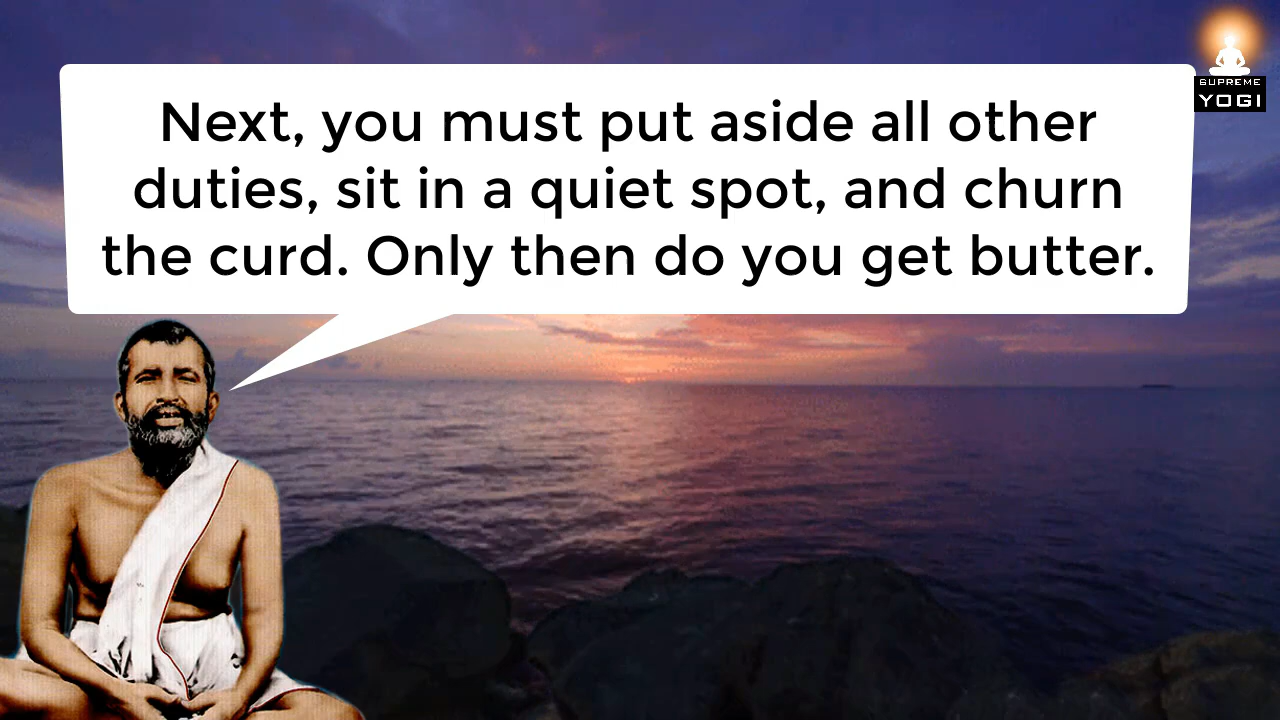 Next, you must put aside all other
duties, sit in a quiet spot, and churn
the curd. Only then do you get butter.
SUPREME
YOGI